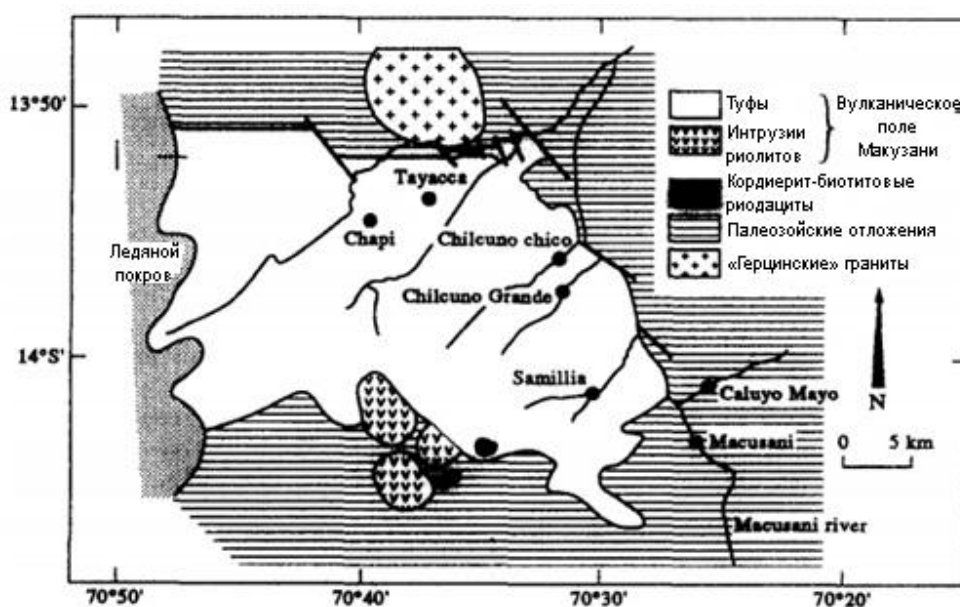 13°50'
14°S'
70°50'
70°40'
70°30'
70°20'
Ледяной
покров
Tayacca
Chapi
Chilcuno chico
Chilcuno Grande
Samillia
Caluyo Mayo
Macusani
Macusani river
Туфы
Интрузии
риолитов
Вулканическое
поле
Макузани
Кордиерит-биотитовые
риодациты
Палеозойские отложения
«Герцинские» граниты
N
0 5 km